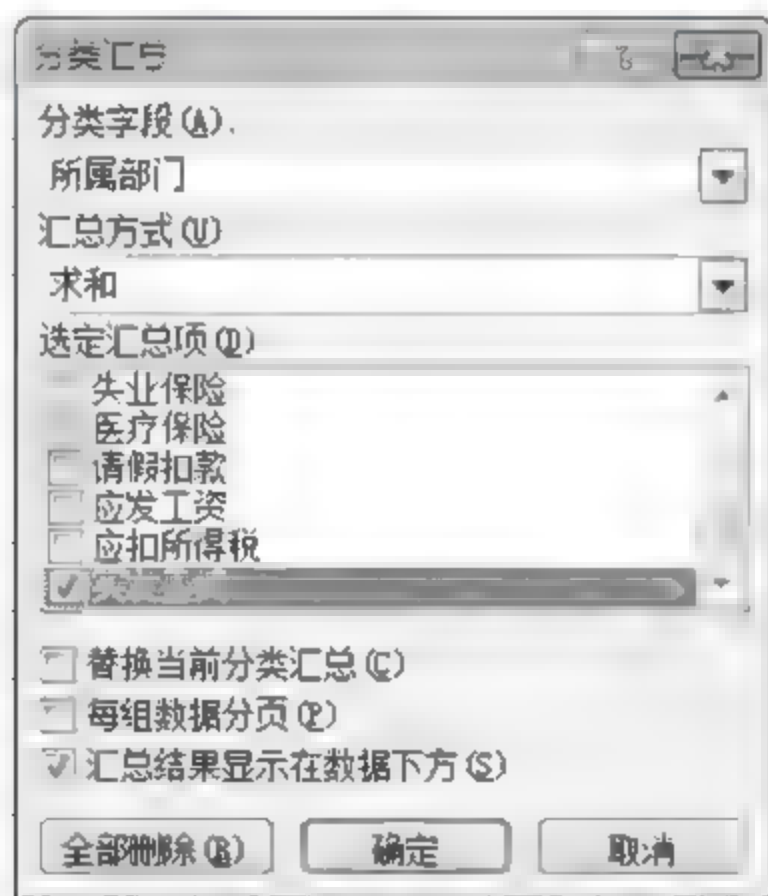 分类汇总
分类字段(A).
所属部门
汇总方式(U)
求和
选定汇总项(D)
失业保险
医疗保险
请假扣款
应发工资
应扣所得税
替换当前分类汇总(C)
每组数据分页(P)
汇总结果显示在数据下方(S)
全部删除(R) 确定 取消